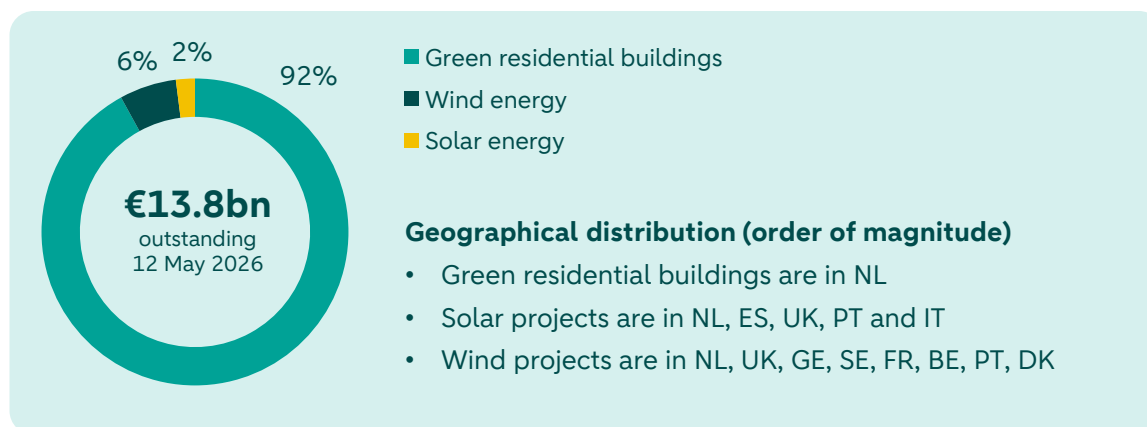 6%
2%
92%
€13.8bn
outstanding
12 May 2026
Green residential buildings
Wind energy
Solar energy
Geographical distribution (order of magnitude)
• Green residential buildings are in NL
• Solar projects are in NL, ES, UK, PT and IT
• Wind projects are in NL, UK, GE, SE, FR, BE, PT, DK